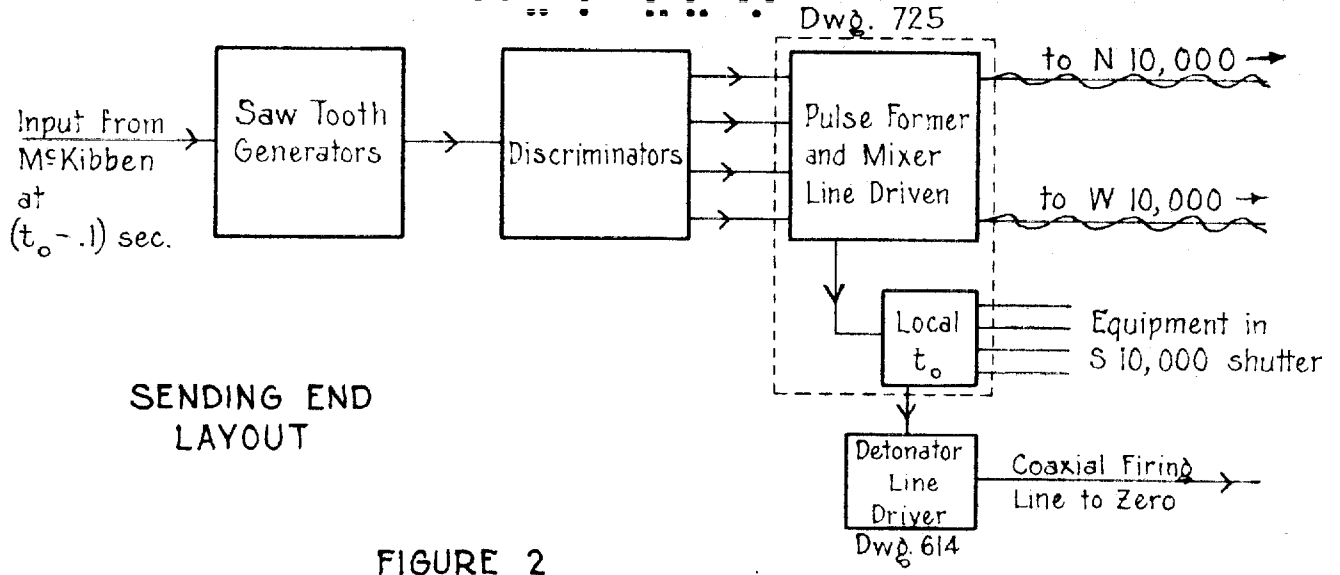 Dwg. 725
Input from
McKibben
at
(t₀ - .1) sec.
Saw Tooth
Generators
Discriminators
Pulse Former
and Mixer
Line Driven
to N 10,000
to W 10,000
Local
t₀
Equipment in
S 10,000 shutter
SENDING END
LAYOUT
Detonator
Line
Driver
Dwg. 614
Coaxial Firing
Line to Zero
FIGURE 2